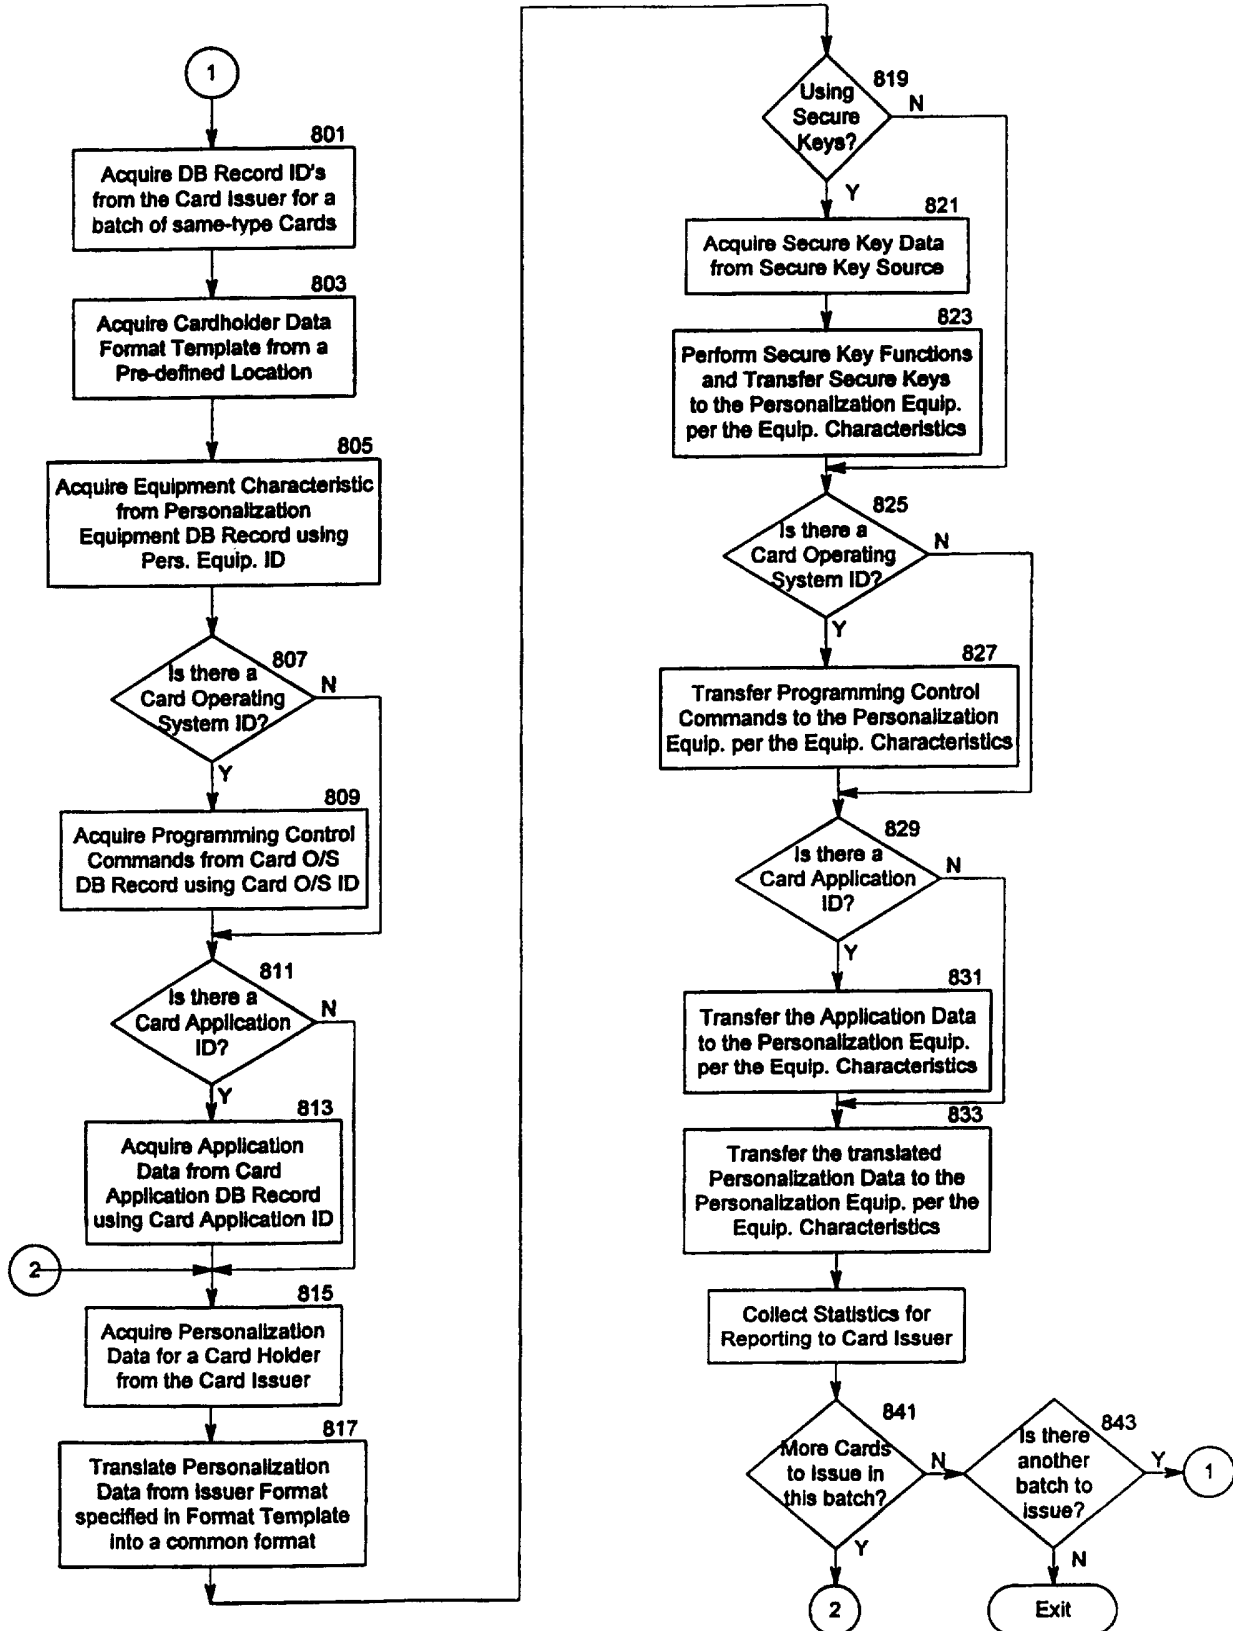 1
801
Acquire DB Record ID's
from the Card Issuer for a
batch of same-type Cards
803
Acquire Cardholder Data
Format Template from a
Pre-defined Location
805
Acquire Equipment Characteristic
from Personalization
Equipment DB Record using
Pers. Equip. ID
807
Is there a
Card Operating
System ID?
N
Y
809
Acquire Programming Control
Commands from Card O/S
DB Record using Card O/S ID
811
Is there a
Card Application
ID?
N
Y
813
Acquire Application
Data from Card
Application DB Record
using Card Application ID
2
815
Acquire Personalization
Data for a Card Holder
from the Card Issuer
817
Translate Personalization
Data from Issuer Format
specified in Format Template
into a common format
819
Using
Secure
Keys?
N
Y
821
Acquire Secure Key Data
from Secure Key Source
823
Perform Secure Key Functions
and Transfer Secure Keys
to the Personalization Equip.
per the Equip. Characteristics
825
Is there a
Card Operating
System ID?
N
Y
827
Transfer Programming Control
Commands to the Personalization
Equip. per the Equip. Characteristics
829
Is there a
Card Application
ID?
N
Y
831
Transfer the Application Data
to the Personalization Equip.
per the Equip. Characteristics
833
Transfer the translated
Personalization Data to the
Personalization Equip. per the
Equip. Characteristics
Collect Statistics for
Reporting to Card Issuer
841
More Cards
to Issue in
this batch?
N
Y
2
843
Is there
another
batch to
issue?
Y
1
N
Exit